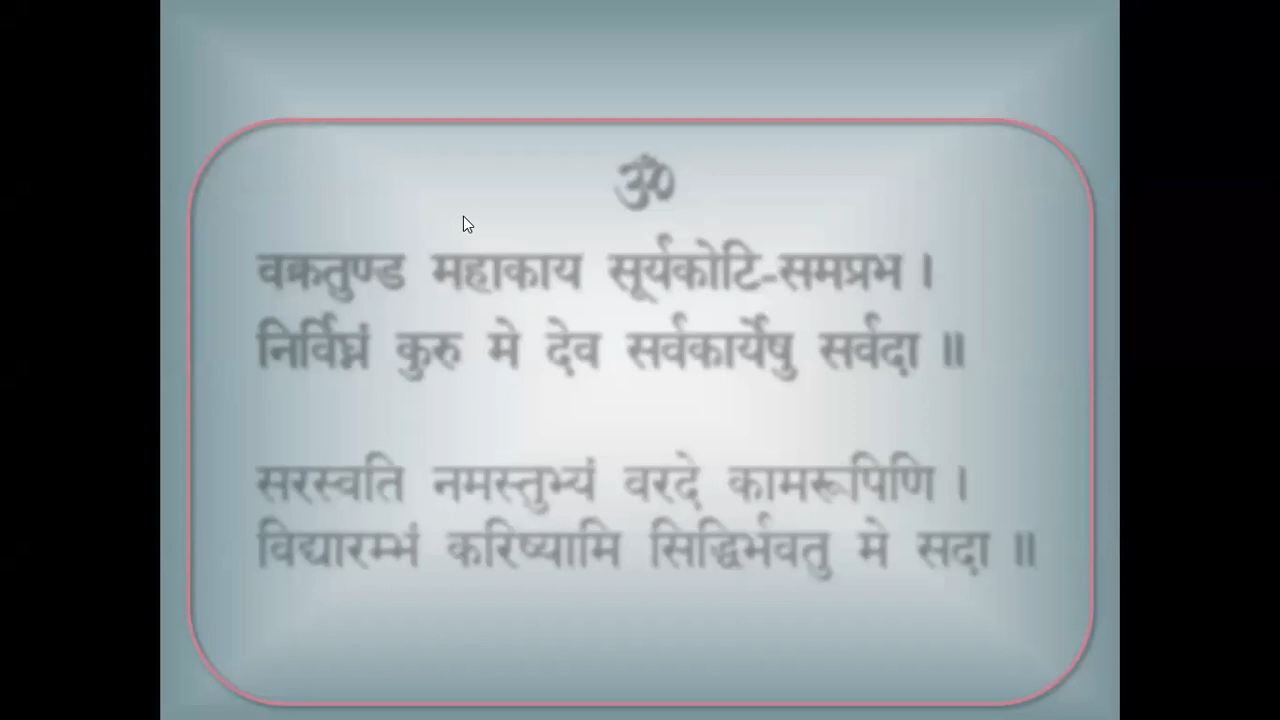 ॐ
वक्रतुण्ड महाकाय सूर्यकोटि-समप्रभ ।
निर्विघ्नं कुरु मे देव सर्वकार्येषु सर्वदा ॥
सरस्वति नमस्तुभ्यं वरदे कामरूपिणि ।
विद्यारम्भं करिष्यामि सिद्धिर्भवतु मे सदा ॥